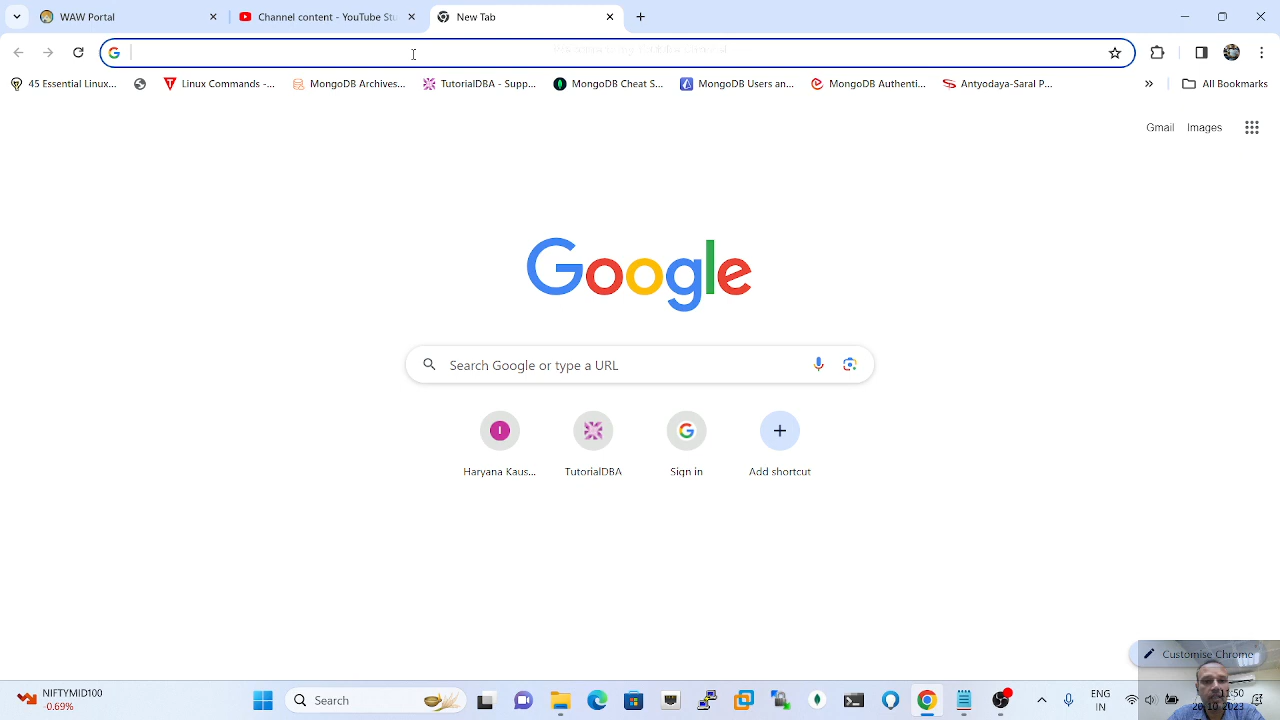 WAW Portal
Channel content - YouTube Stu
New Tab
45 Essential Linux...
Linux Commands -...
MongoDB Archives...
TutorialDBA - Supp...
MongoDB Cheat S...
MongoDB Users an...
MongoDB Authenti...
Antyodaya-Saral P...
All Bookmarks
Gmail
Images
Google
Search Google or type a URL
Haryana Kaus...
TutorialDBA
Sign in
Add shortcut
Customise Chrome
NIFTYMID100
0.69%
Search
ENG
IN
11:50
20-10-2023